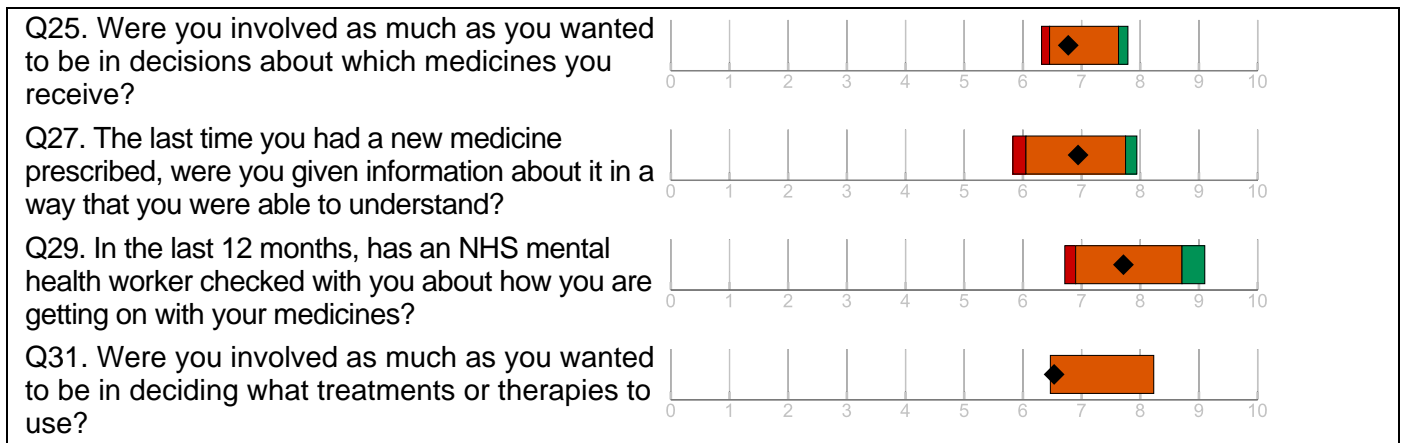 Q25. Were you involved as much as you wanted
to be in decisions about which medicines you
receive?
0 1 2 3 4 5 6 7 8 9 10
Q27. The last time you had a new medicine
prescribed, were you given information about it in a
way that you were able to understand?
0 1 2 3 4 5 6 7 8 9 10
Q29. In the last 12 months, has an NHS mental
health worker checked with you about how you are
getting on with your medicines?
0 1 2 3 4 5 6 7 8 9 10
Q31. Were you involved as much as you wanted
to be in deciding what treatments or therapies to
use?
0 1 2 3 4 5 6 7 8 9 10